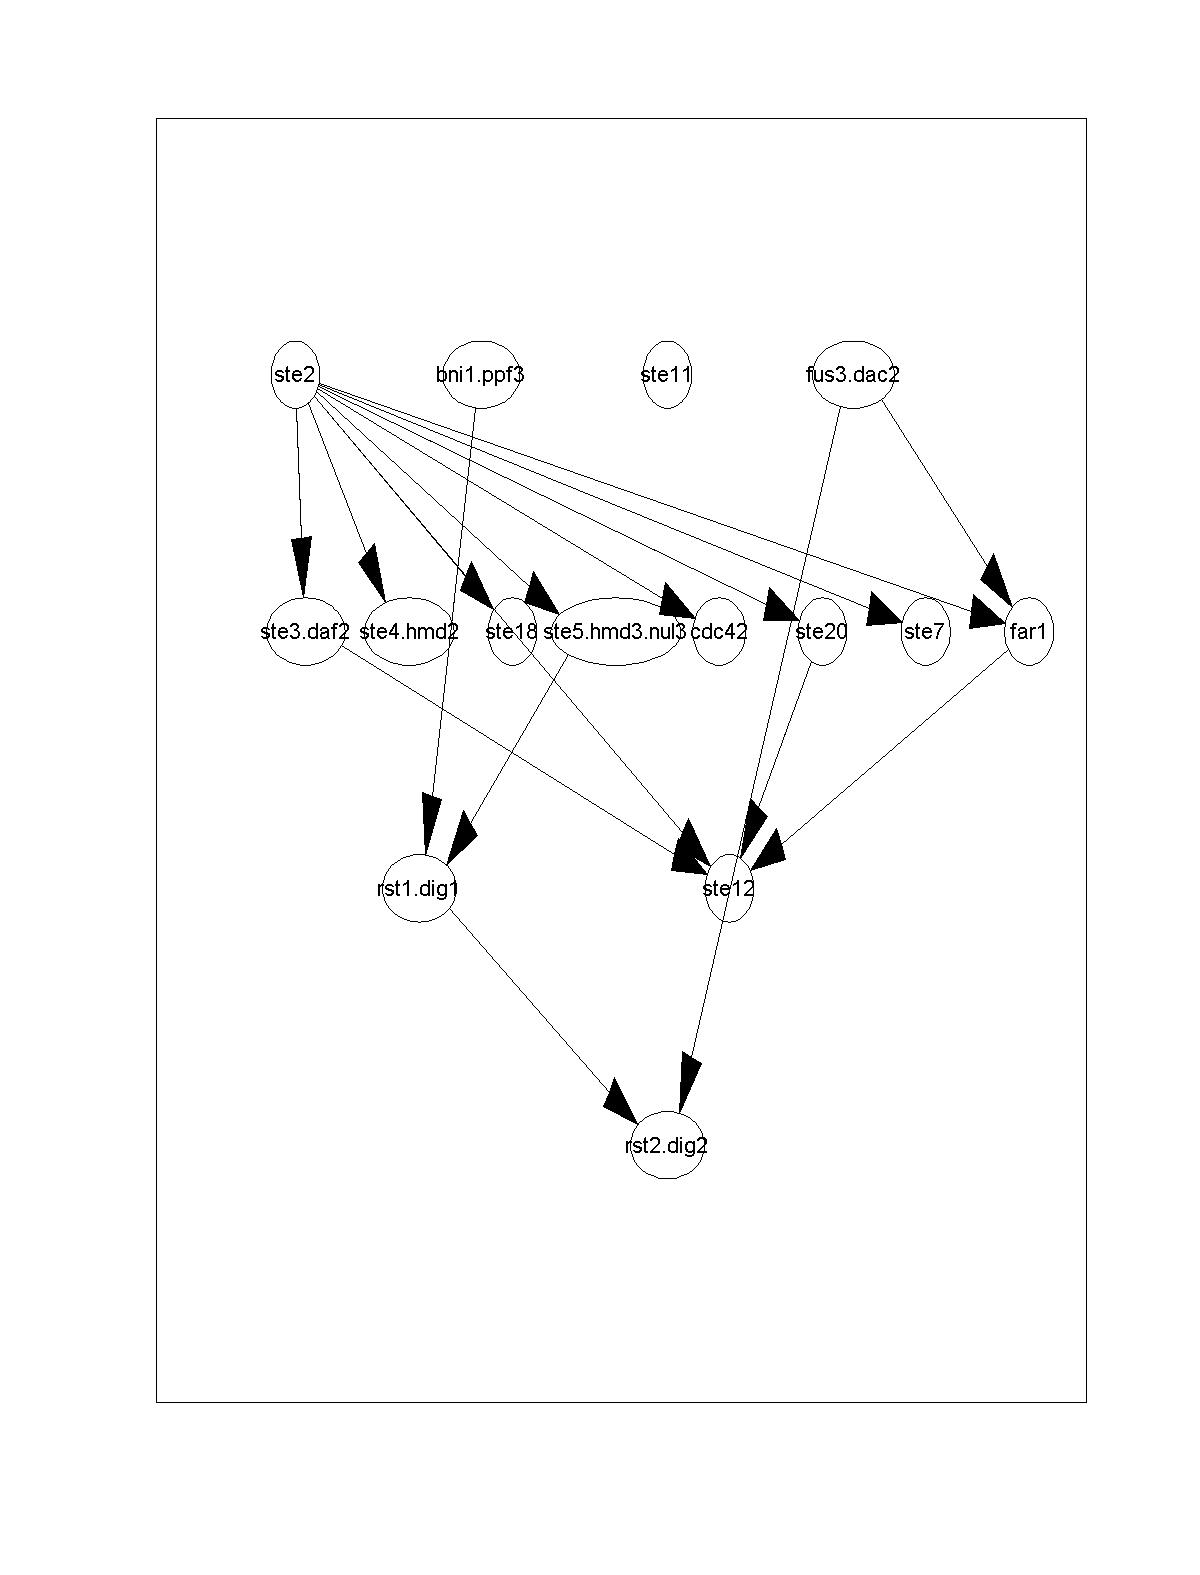 ste2 bni1.ppf3 ste11 fus3.dac2
ste3.daf2 ste4.hmd2 ste18 ste5.hmd3.nul3 cdc42 ste20 ste7 far1
rst1.dig1 ste12
rst2.dig2